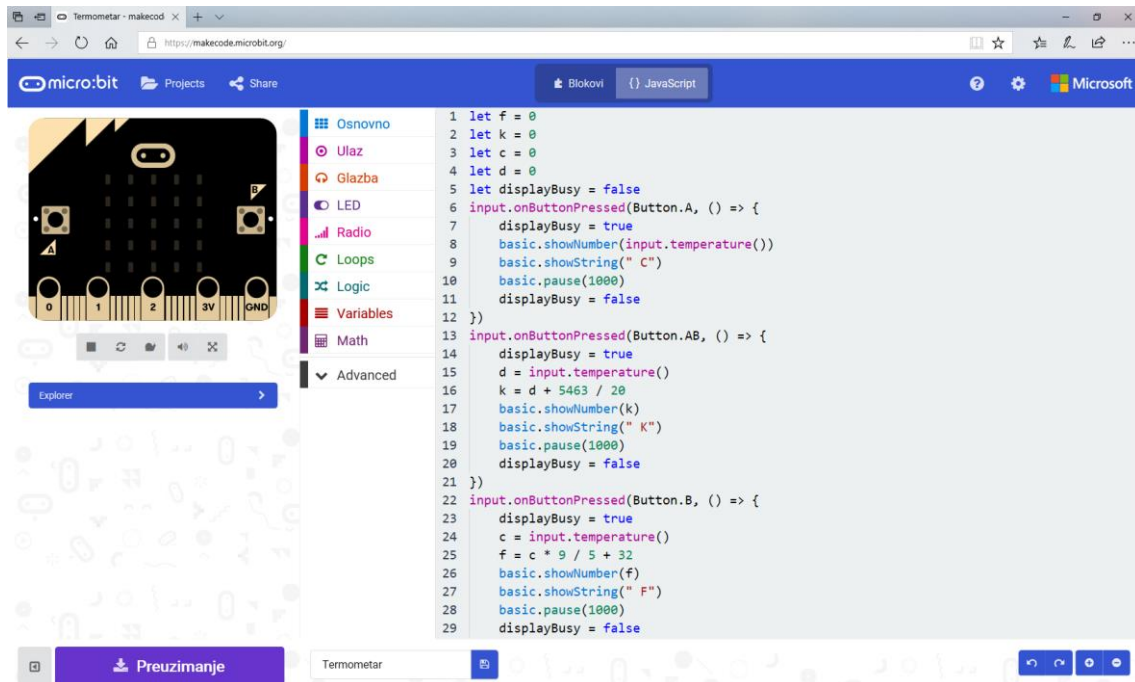 Termometar - makecod
https://makecode.microbit.org/
micro:bit
Projects
Share
Blokovi
{} JavaScript
Microsoft
A
B
0
1
2
3V
GND
Explorer
Osnovno
Ulaz
Glazba
LED
Radio
Loops
Logic
Variables
Math
Advanced
1 let f = 0
2 let k = 0
3 let c = 0
4 let d = 0
5 let displayBusy = false
6 input.onButtonPressed(Button.A, () => {
7 displayBusy = true
8 basic.showNumber(input.temperature())
9 basic.showString(" C")
10 basic.pause(1000)
11 displayBusy = false
12 })
13 input.onButtonPressed(Button.AB, () => {
14 displayBusy = true
15 d = input.temperature()
16 k = d + 5463 / 20
17 basic.showNumber(k)
18 basic.showString(" K")
19 basic.pause(1000)
20 displayBusy = false
21 })
22 input.onButtonPressed(Button.B, () => {
23 displayBusy = true
24 c = input.temperature()
25 f = c * 9 / 5 + 32
26 basic.showNumber(f)
27 basic.showString(" F")
28 basic.pause(1000)
29 displayBusy = false
Preuzimanje
Termometar